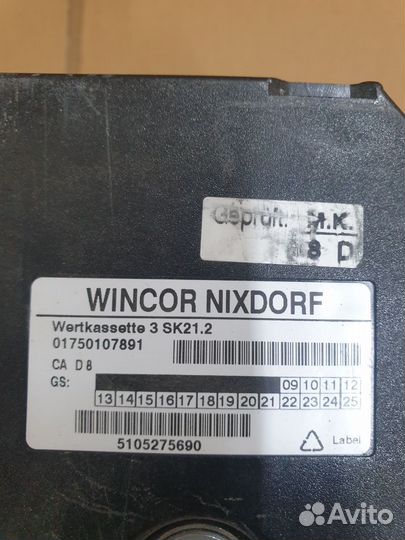 Geprüft: H.K.
8 D
WINCOR NIXDORF
Wertkassette 3 SK21.2
01750107891
CA D8
GS: 09 10 11 12
13 14 15 16 17 18 19 20 21 22 23 24 25
5105275690
Label
Avito